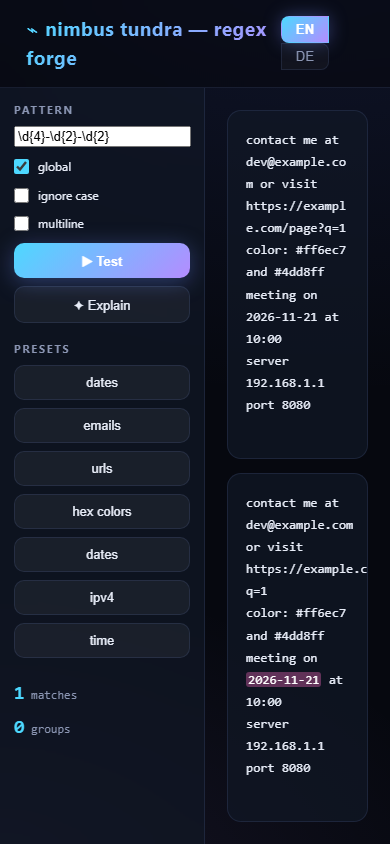 ⌁ nimbus tundra — regex
forge
EN
DE
PATTERN
\d{4}-\d{2}-\d{2}
global
ignore case
multiline
▶ Test
✦ Explain
PRESETS
dates
emails
urls
hex colors
dates
ipv4
time
1 matches
0 groups
contact me at
dev@example.co
m or visit
https://exampl
e.com/page?q=1
color: #ff6ec7
and #4dd8ff
meeting on
2026-11-21 at
10:00
server
192.168.1.1
port 8080
contact me at
dev@example.com
or visit
https://example.c
q=1
color: #ff6ec7
and #4dd8ff
meeting on
2026-11-21 at
10:00
server
192.168.1.1
port 8080